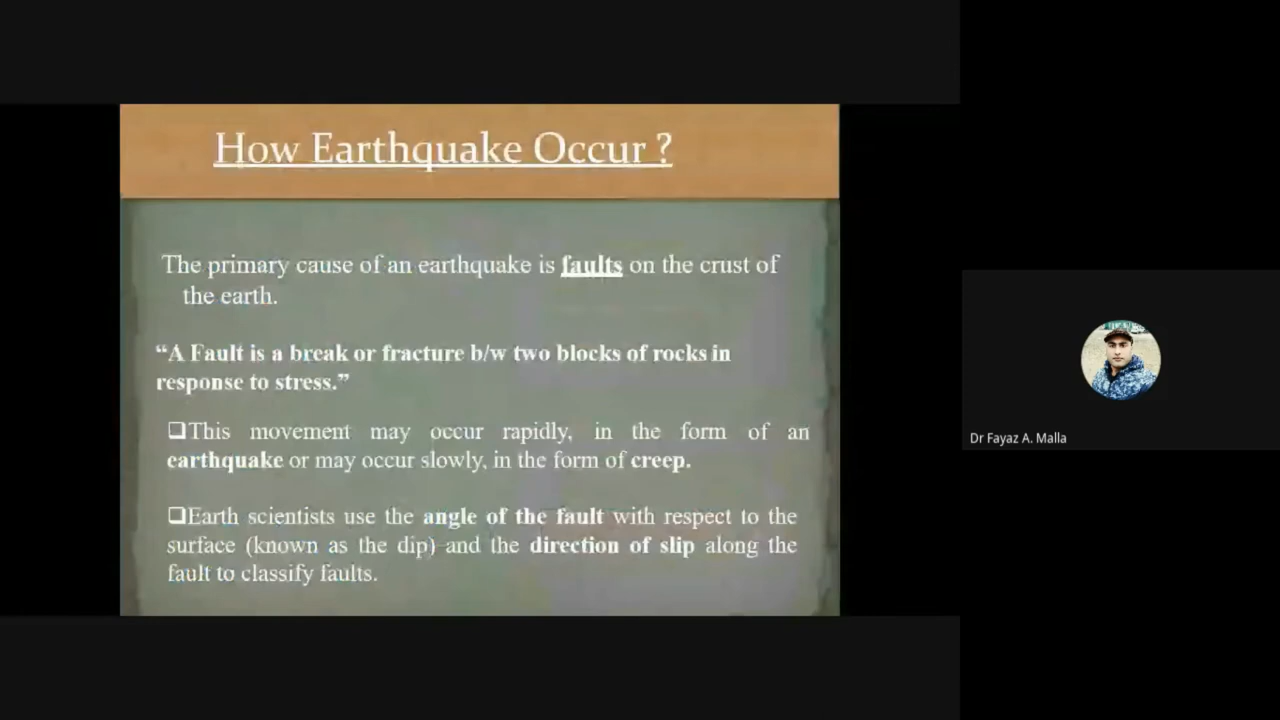 How Earthquake Occur ?
The primary cause of an earthquake is faults on the crust of
the earth.
“A Fault is a break or fracture b/w two blocks of rocks in
response to stress.”
❑This movement may occur rapidly, in the form of an
earthquake or may occur slowly, in the form of creep.
❑Earth scientists use the angle of the fault with respect to the
surface (known as the dip) and the direction of slip along the
fault to classify faults.
Dr Fayaz A. Malla